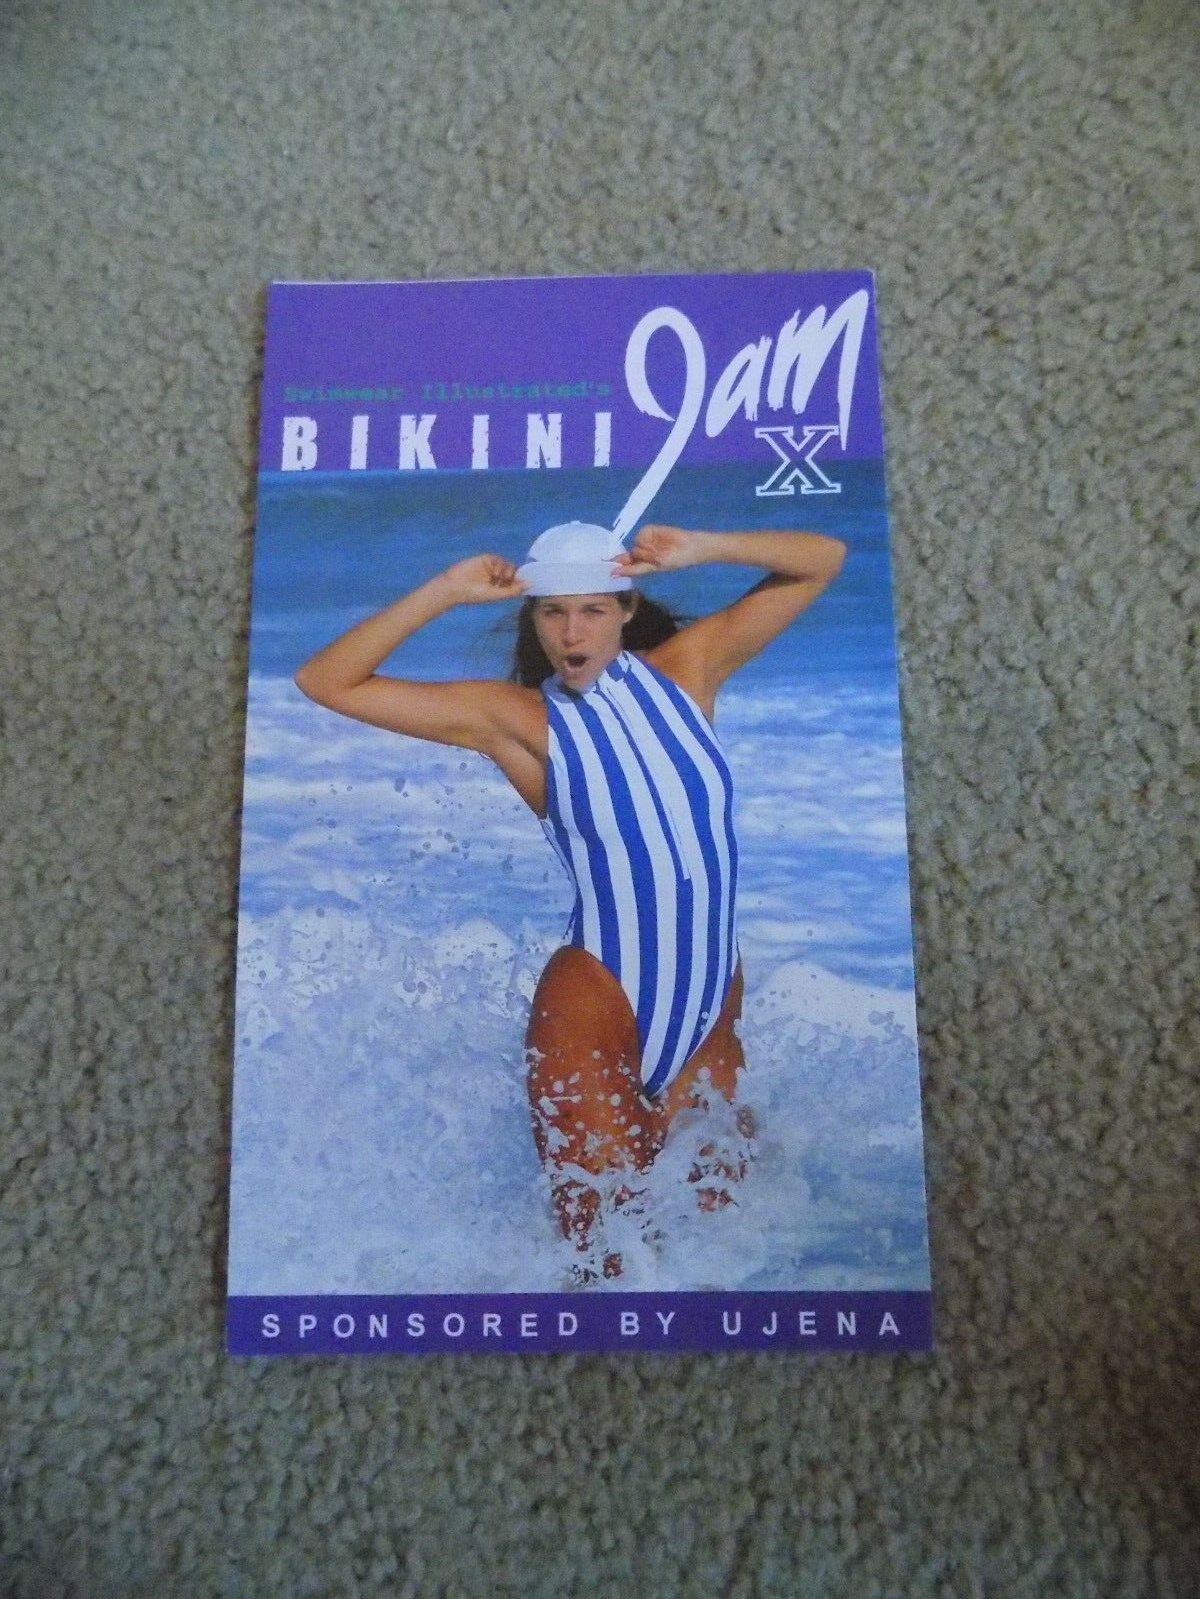 Swimwear Illustrated's
BIKINI Jam
X
SPONSORED BY UJENA